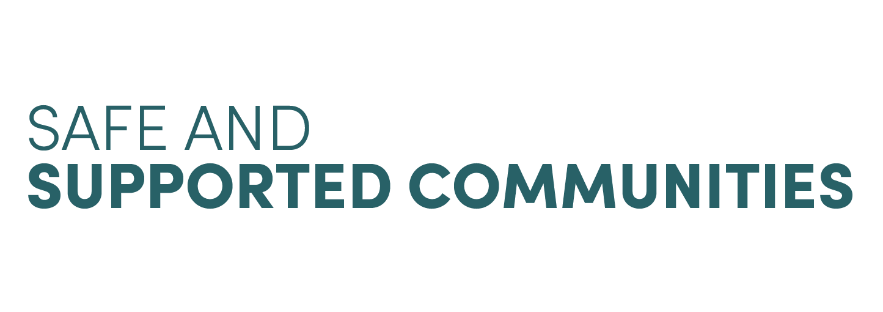 SAFE AND
SUPPORTED COMMUNITIES